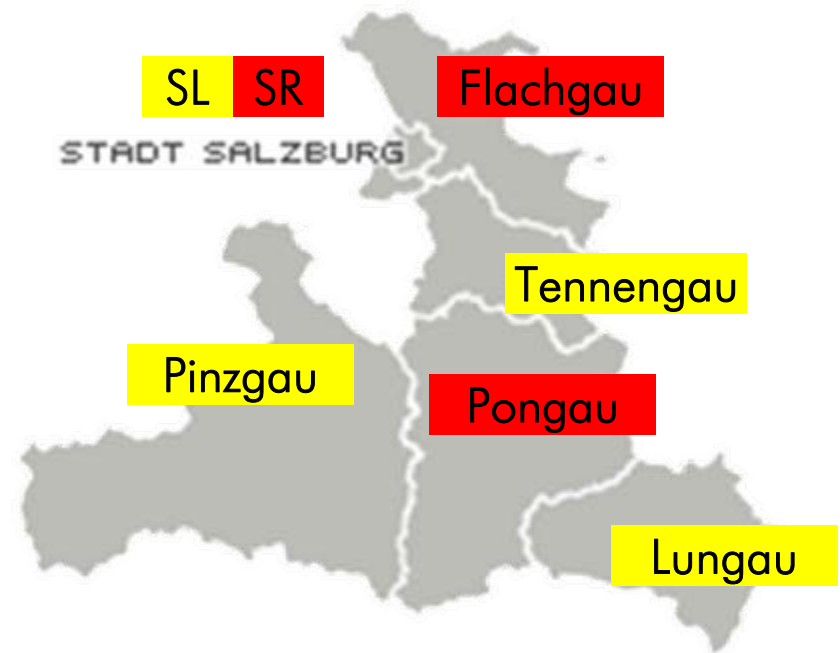 SL SR
Flachgau
STADT SALZBURG
Tennengau
Pinzgau
Pongau
Lungau